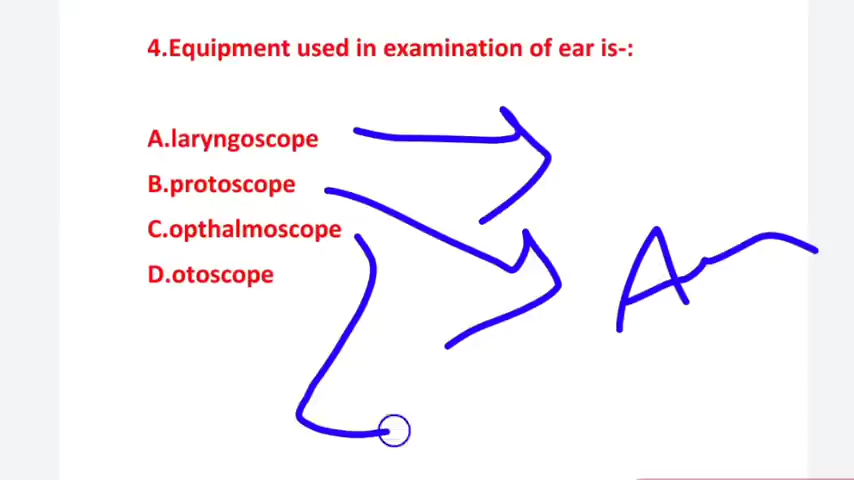 4.Equipment used in examination of ear is-:
A.laryngoscope
B.protoscope
C.opthalmoscope
D.otoscope